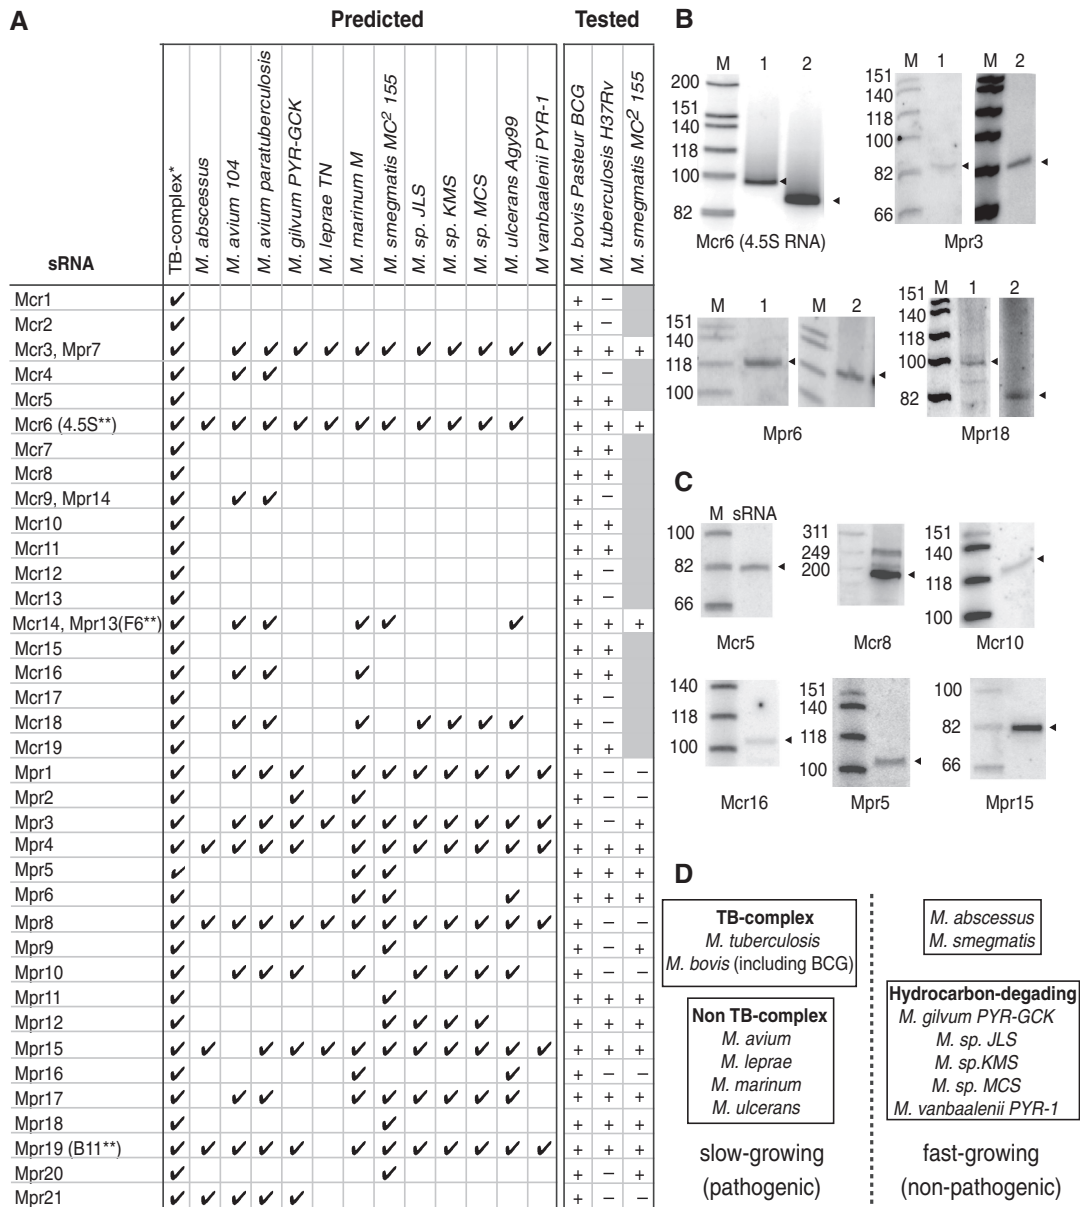 A
Predicted
Tested
sRNA
TB-complex*
M. abscessus
M. avium 104
M. avium paratuberculosis
M. gilvum PYR-GCK
M. leprae TN
M. marinum M
M. smegmatis MC2 155
M. sp. JLS
M. sp. KMS
M. sp. MCS
M. ulcerans Agy99
M vanbaalenii PYR-1
M. bovis Pasteur BCG
M. tuberculosis H37Rv
M. smegmatis MC2 155
Mcr1 ✔ + –
Mcr2 ✔ + –
Mcr3, Mpr7 ✔ ✔ ✔ ✔ ✔ ✔ ✔ ✔ ✔ ✔ ✔ ✔ + + +
Mcr4 ✔ ✔ ✔ + –
Mcr5 ✔ + +
Mcr6 (4.5S**) ✔ ✔ ✔ ✔ ✔ ✔ ✔ ✔ ✔ ✔ ✔ ✔ + + +
Mcr7 ✔ + +
Mcr8 ✔ + +
Mcr9, Mpr14 ✔ ✔ ✔ + –
Mcr10 ✔ + +
Mcr11 ✔ + +
Mcr12 ✔ + –
Mcr13 ✔ + –
Mcr14, Mpr13(F6**) ✔ ✔ ✔ ✔ ✔ ✔ + + +
Mcr15 ✔ + +
Mcr16 ✔ ✔ ✔ ✔ + +
Mcr17 ✔ + –
Mcr18 ✔ ✔ ✔ ✔ ✔ ✔ ✔ ✔ + –
Mcr19 ✔ + +
Mpr1 ✔ ✔ ✔ ✔ ✔ ✔ ✔ ✔ ✔ ✔ ✔ + – –
Mpr2 ✔ ✔ ✔ + – –
Mpr3 ✔ ✔ ✔ ✔ ✔ ✔ ✔ ✔ ✔ ✔ ✔ ✔ + – +
Mpr4 ✔ ✔ ✔ ✔ ✔ ✔ ✔ ✔ ✔ ✔ ✔ ✔ + + +
Mpr5 ✔ ✔ ✔ + + +
Mpr6 ✔ ✔ ✔ ✔ + + +
Mpr8 ✔ ✔ ✔ ✔ ✔ ✔ ✔ ✔ ✔ ✔ ✔ ✔ ✔ + – –
Mpr9 ✔ ✔ + – +
Mpr10 ✔ ✔ ✔ ✔ ✔ ✔ ✔ ✔ ✔ + – –
Mpr11 ✔ ✔ + + +
Mpr12 ✔ ✔ ✔ ✔ ✔ + + +
Mpr15 ✔ ✔ ✔ ✔ ✔ ✔ ✔ ✔ ✔ ✔ ✔ ✔ + + +
Mpr16 ✔ ✔ ✔ + – –
Mpr17 ✔ ✔ ✔ ✔ ✔ ✔ ✔ ✔ ✔ + + +
Mpr18 ✔ ✔ + + +
Mpr19 (B11**) ✔ ✔ ✔ ✔ ✔ ✔ ✔ ✔ ✔ ✔ ✔ ✔ + + +
Mpr20 ✔ ✔ + – +
Mpr21 ✔ ✔ ✔ ✔ ✔ + – –
B
M 1 2
200
151
140
118
100
82
Mcr6 (4.5S RNA)
M 1 M 2
151
140
118
100
82
66
Mpr3
M 1 M 2
151
140
118
100
Mpr6
M 1 2
151
140
118
100
82
Mpr18
C
M sRNA
100
82
66
Mcr5
311
249
200
Mcr8
151
140
118
100
Mcr10
140
118
100
Mcr16
151
140
118
100
Mpr5
100
82
66
Mpr15
D
TB-complex
M. tuberculosis
M. bovis (including BCG)
Non TB-complex
M. avium
M. leprae
M. marinum
M. ulcerans
slow-growing
(pathogenic)
M. abscessus
M. smegmatis
Hydrocarbon-degading
M. gilvum PYR-GCK
M. sp. JLS
M. sp.KMS
M. sp. MCS
M. vanbaalenii PYR-1
fast-growing
(non-pathogenic)